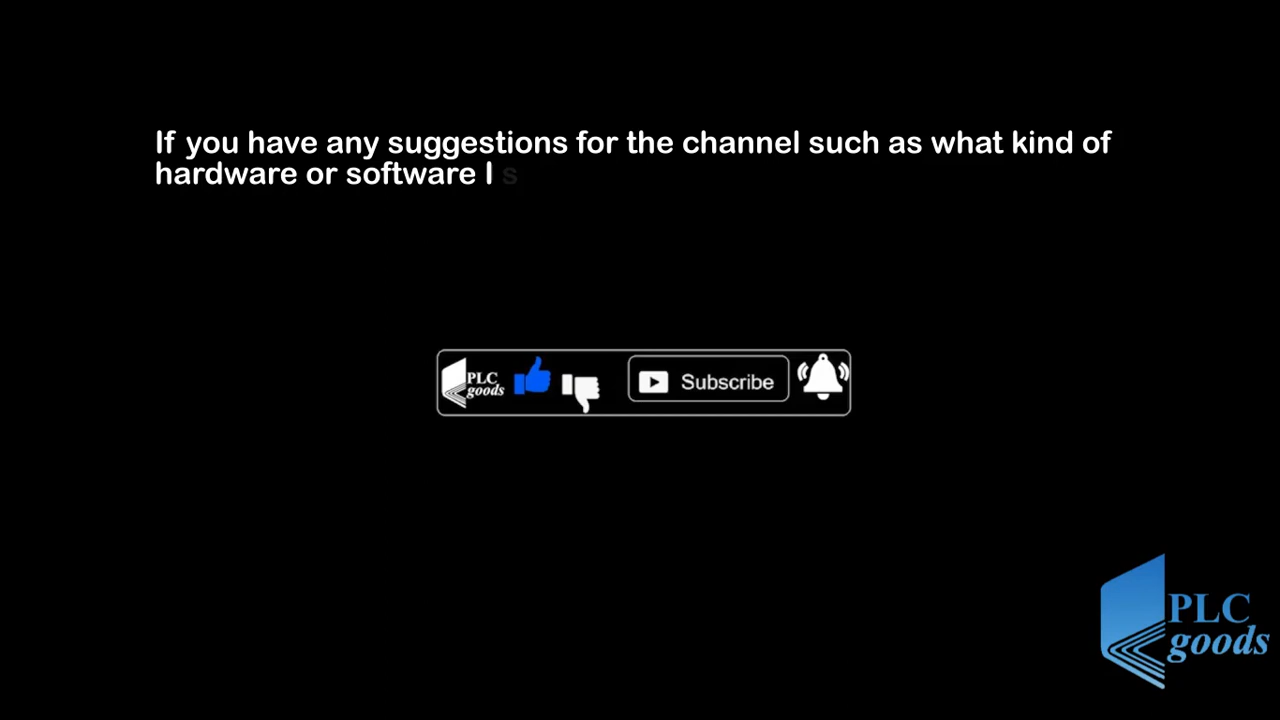 If you have any suggestions for the channel such as what kind of
hardware or software I s
PLC
goods
Subscribe
PLC
goods